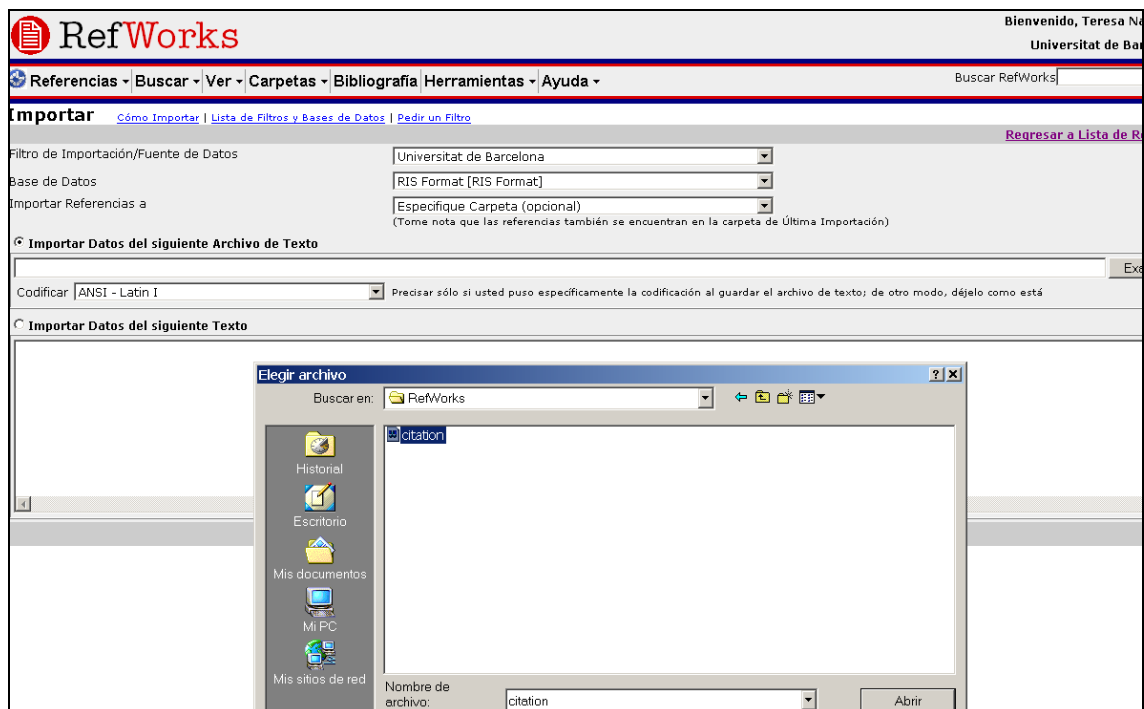 RefWorks
Bienvenido, Teresa
Universitat de
Referencias Buscar Ver Carpetas Bibliografía Herramientas Ayuda
Buscar RefWorks
Importar Cómo Importar | Lista de Filtros y Bases de Datos | Pedir un Filtro
Regresar a Lista de
Filtro de Importación/Fuente de Datos Universitat de Barcelona
Base de Datos RIS Format [RIS Format]
Importar Referencias a Especifique Carpeta (opcional)
(Tome nota que las referencias también se encuentran en la carpeta de Última Importación)
Importar Datos del siguiente Archivo de Texto
Codificar ANSI - Latin I Precisar sólo si usted puso específicamente la codificación al guardar el archivo de texto; de otro modo, déjelo como está
Importar Datos del siguiente Texto
Elegir archivo
Buscar en: RefWorks
citation
Historial
Escritorio
Mis documentos
Mi PC
Mis sitios de red
Nombre de
archivo: citation Abrir